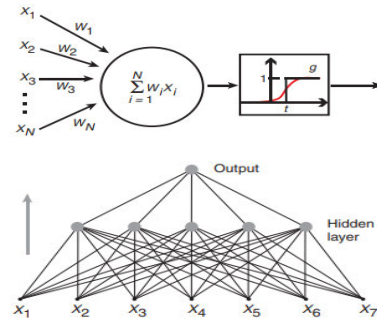 x1 w1
x2 w2
x3 w3
xN wN
N
∑ wixi
i = 1
1 g
t
Output
Hidden
layer
x1 x2 x3 x4 x5 x6 x7